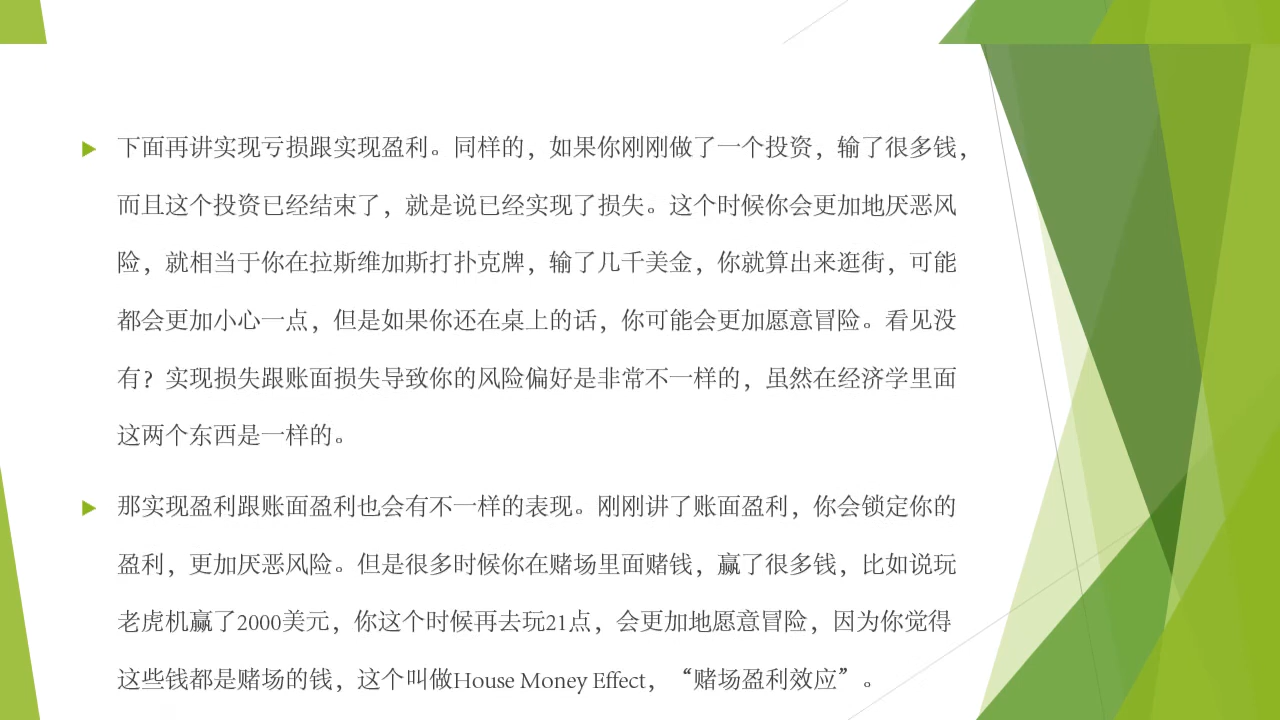 下面再讲实现亏损跟实现盈利。同样的，如果你刚刚做了一个投资，输了很多钱，
而且这个投资已经结束了，就是说已经实现了损失。这个时候你会更加地厌恶风
险，就相当于你在拉斯维加斯打扑克牌，输了几千美金，你就算出来逛街，可能
都会更加小心一点，但是如果你还在桌上的话，你可能会更加愿意冒险。看见没
有？实现损失跟账面损失导致你的风险偏好是非常不一样的，虽然在经济学里面
这两个东西是一样的。
那实现盈利跟账面盈利也会有不一样的表现。刚刚讲了账面盈利，你会锁定你的
盈利，更加厌恶风险。但是很多时候你在赌场里面赌钱，赢了很多钱，比如说玩
老虎机赢了2000美元，你这个时候再去玩21点，会更加地愿意冒险，因为你觉得
这些钱都是赌场的钱，这个叫做House Money Effect，“赌场盈利效应”。